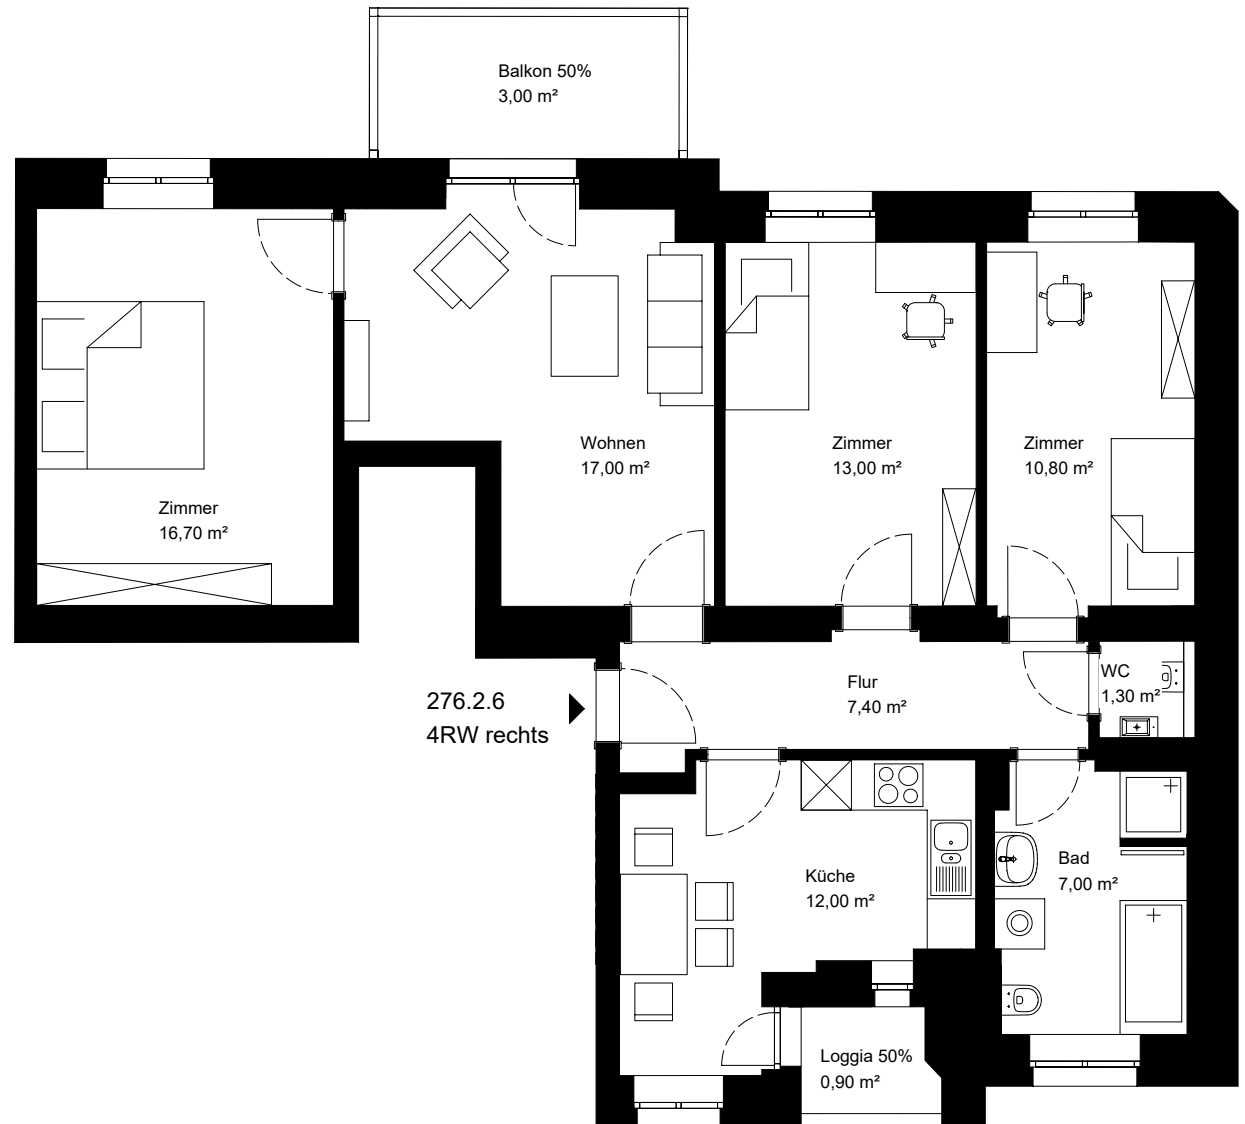 Balkon 50%
3,00 m²
Wohnen
17,00 m²
Zimmer
13,00 m²
Zimmer
10,80 m²
Zimmer
16,70 m²
Flur
7,40 m²
WC
1,30 m²
276.2.6
4RW rechts
Küche
12,00 m²
Bad
7,00 m²
Loggia 50%
0,90 m²